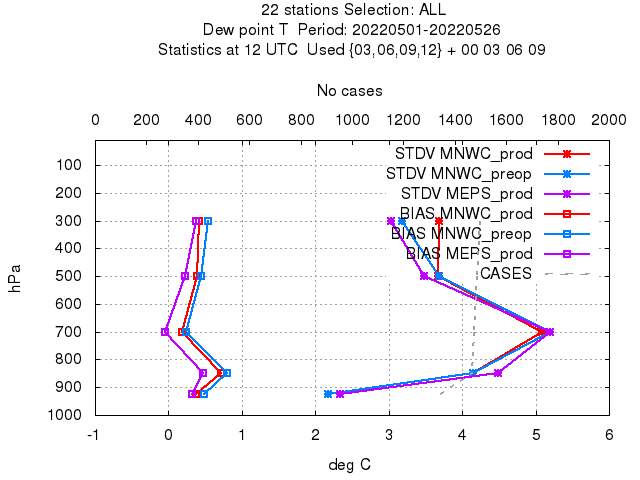 22 stations Selection: ALL
Dew point T  Period: 20220501-20220526
Statistics at 12 UTC  Used {03,06,09,12} + 00 03 06 09
No cases
0 200 400 600 800 1000 1200 1400 1600 1800 2000
STDV MNWC_prod
STDV MNWC_preop
STDV MEPS_prod
BIAS MNWC_prod
BIAS MNWC_preop
BIAS MEPS_prod
CASES
hPa
100
200
300
400
500
600
700
800
900
1000
-1 0 1 2 3 4 5 6
deg C